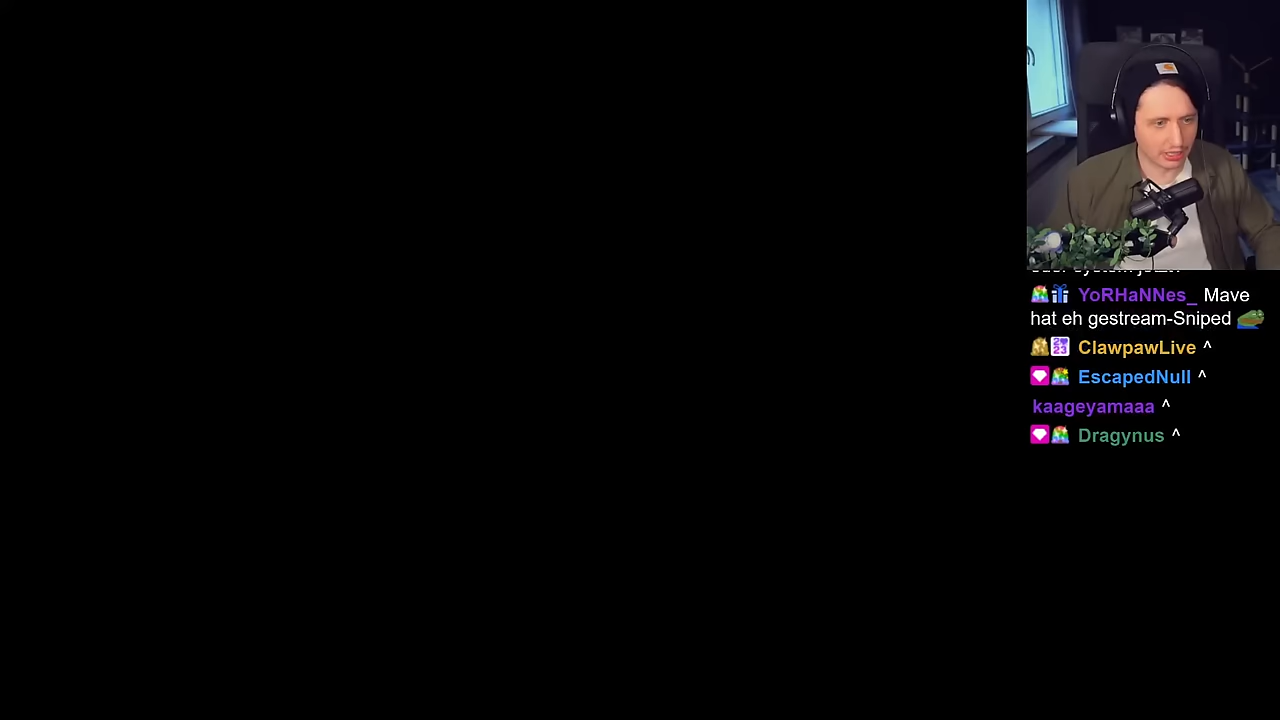 YoRHaNNes_ Mave
hat eh gestream-Sniped
ClawpawLive ^
EscapedNull ^
kaageyamaaa ^
Dragynus ^